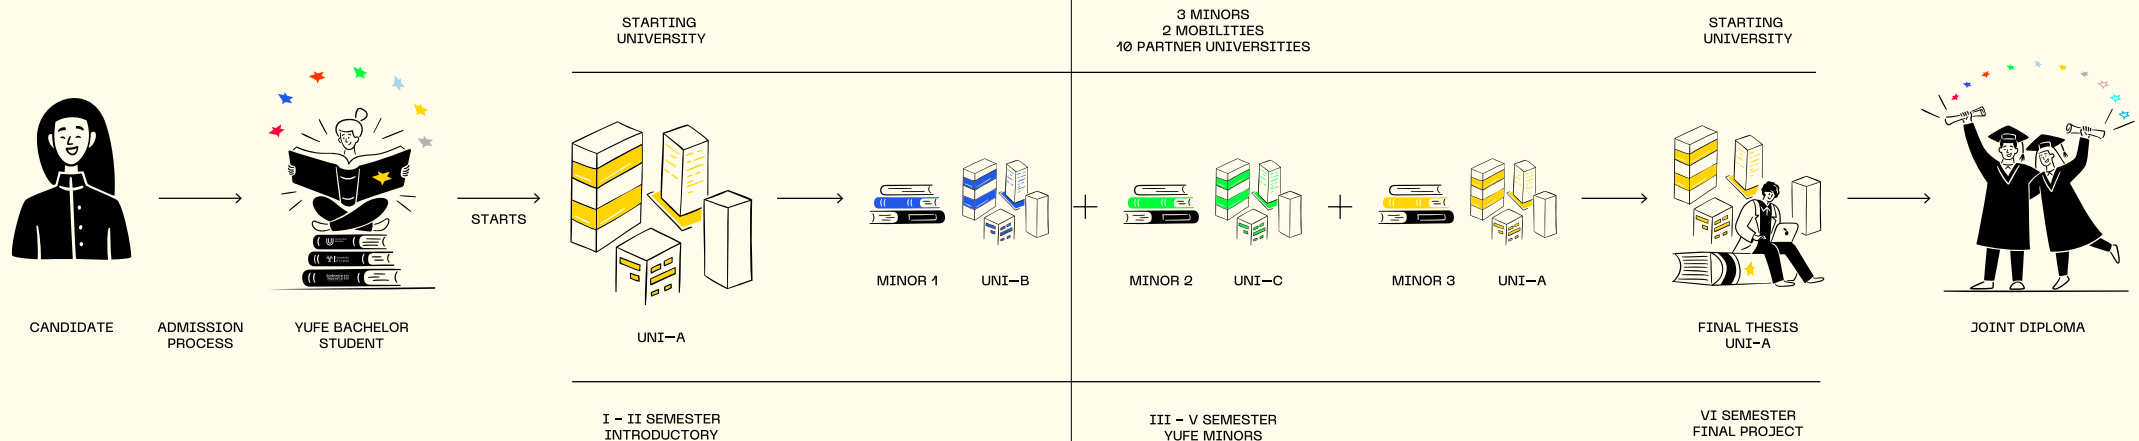 STARTING
UNIVERSITY
3 MINORS
2 MOBILITIES
10 PARTNER UNIVERSITIES
STARTING
UNIVERSITY
STARTS
MINOR 1
UNI–B
MINOR 2
UNI–C
MINOR 3
UNI–A
CANDIDATE
ADMISSION
PROCESS
YUFE BACHELOR
STUDENT
UNI–A
FINAL THESIS
UNI–A
JOINT DIPLOMA
I – II SEMESTER
INTRODUCTORY
III – V SEMESTER
YUFE MINORS
VI SEMESTER
FINAL PROJECT